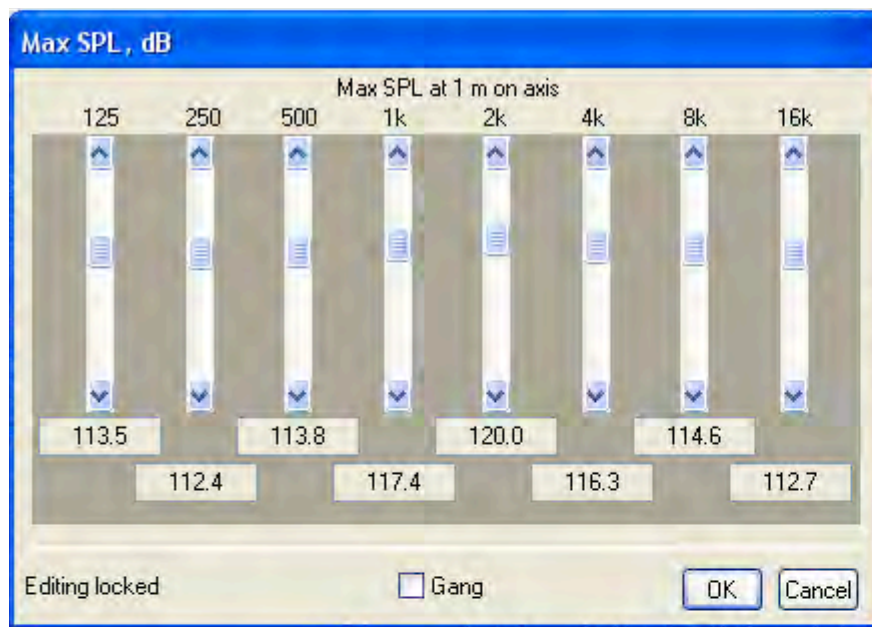 Max SPL, dB
Max SPL at 1 m on axis
125 250 500 1k 2k 4k 8k 16k
113.5 113.8 120.0 114.6
112.4 117.4 116.3 112.7
Editing locked Gang OK Cancel